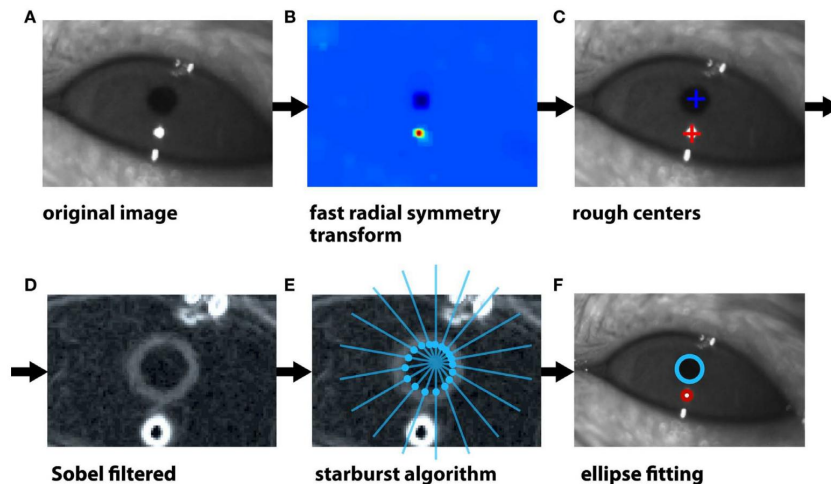 A
B
C
original image
fast radial symmetry
transform
rough centers
D
E
F
Sobel filtered
starburst algorithm
ellipse fitting